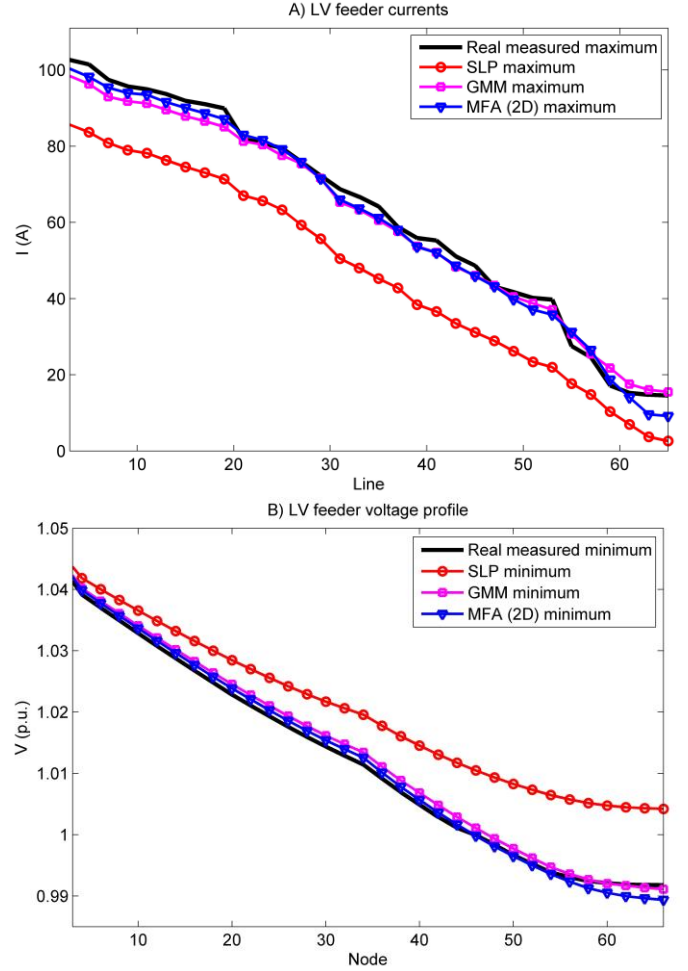 A) LV feeder currents
Real measured maximum
SLP maximum
GMM maximum
MFA (2D) maximum
I (A)
100
80
60
40
20
0
10
20
30
40
50
60
Line
B) LV feeder voltage profile
Real measured minimum
SLP minimum
GMM minimum
MFA (2D) minimum
V (p.u.)
1.05
1.04
1.03
1.02
1.01
1
0.99
10
20
30
40
50
60
Node